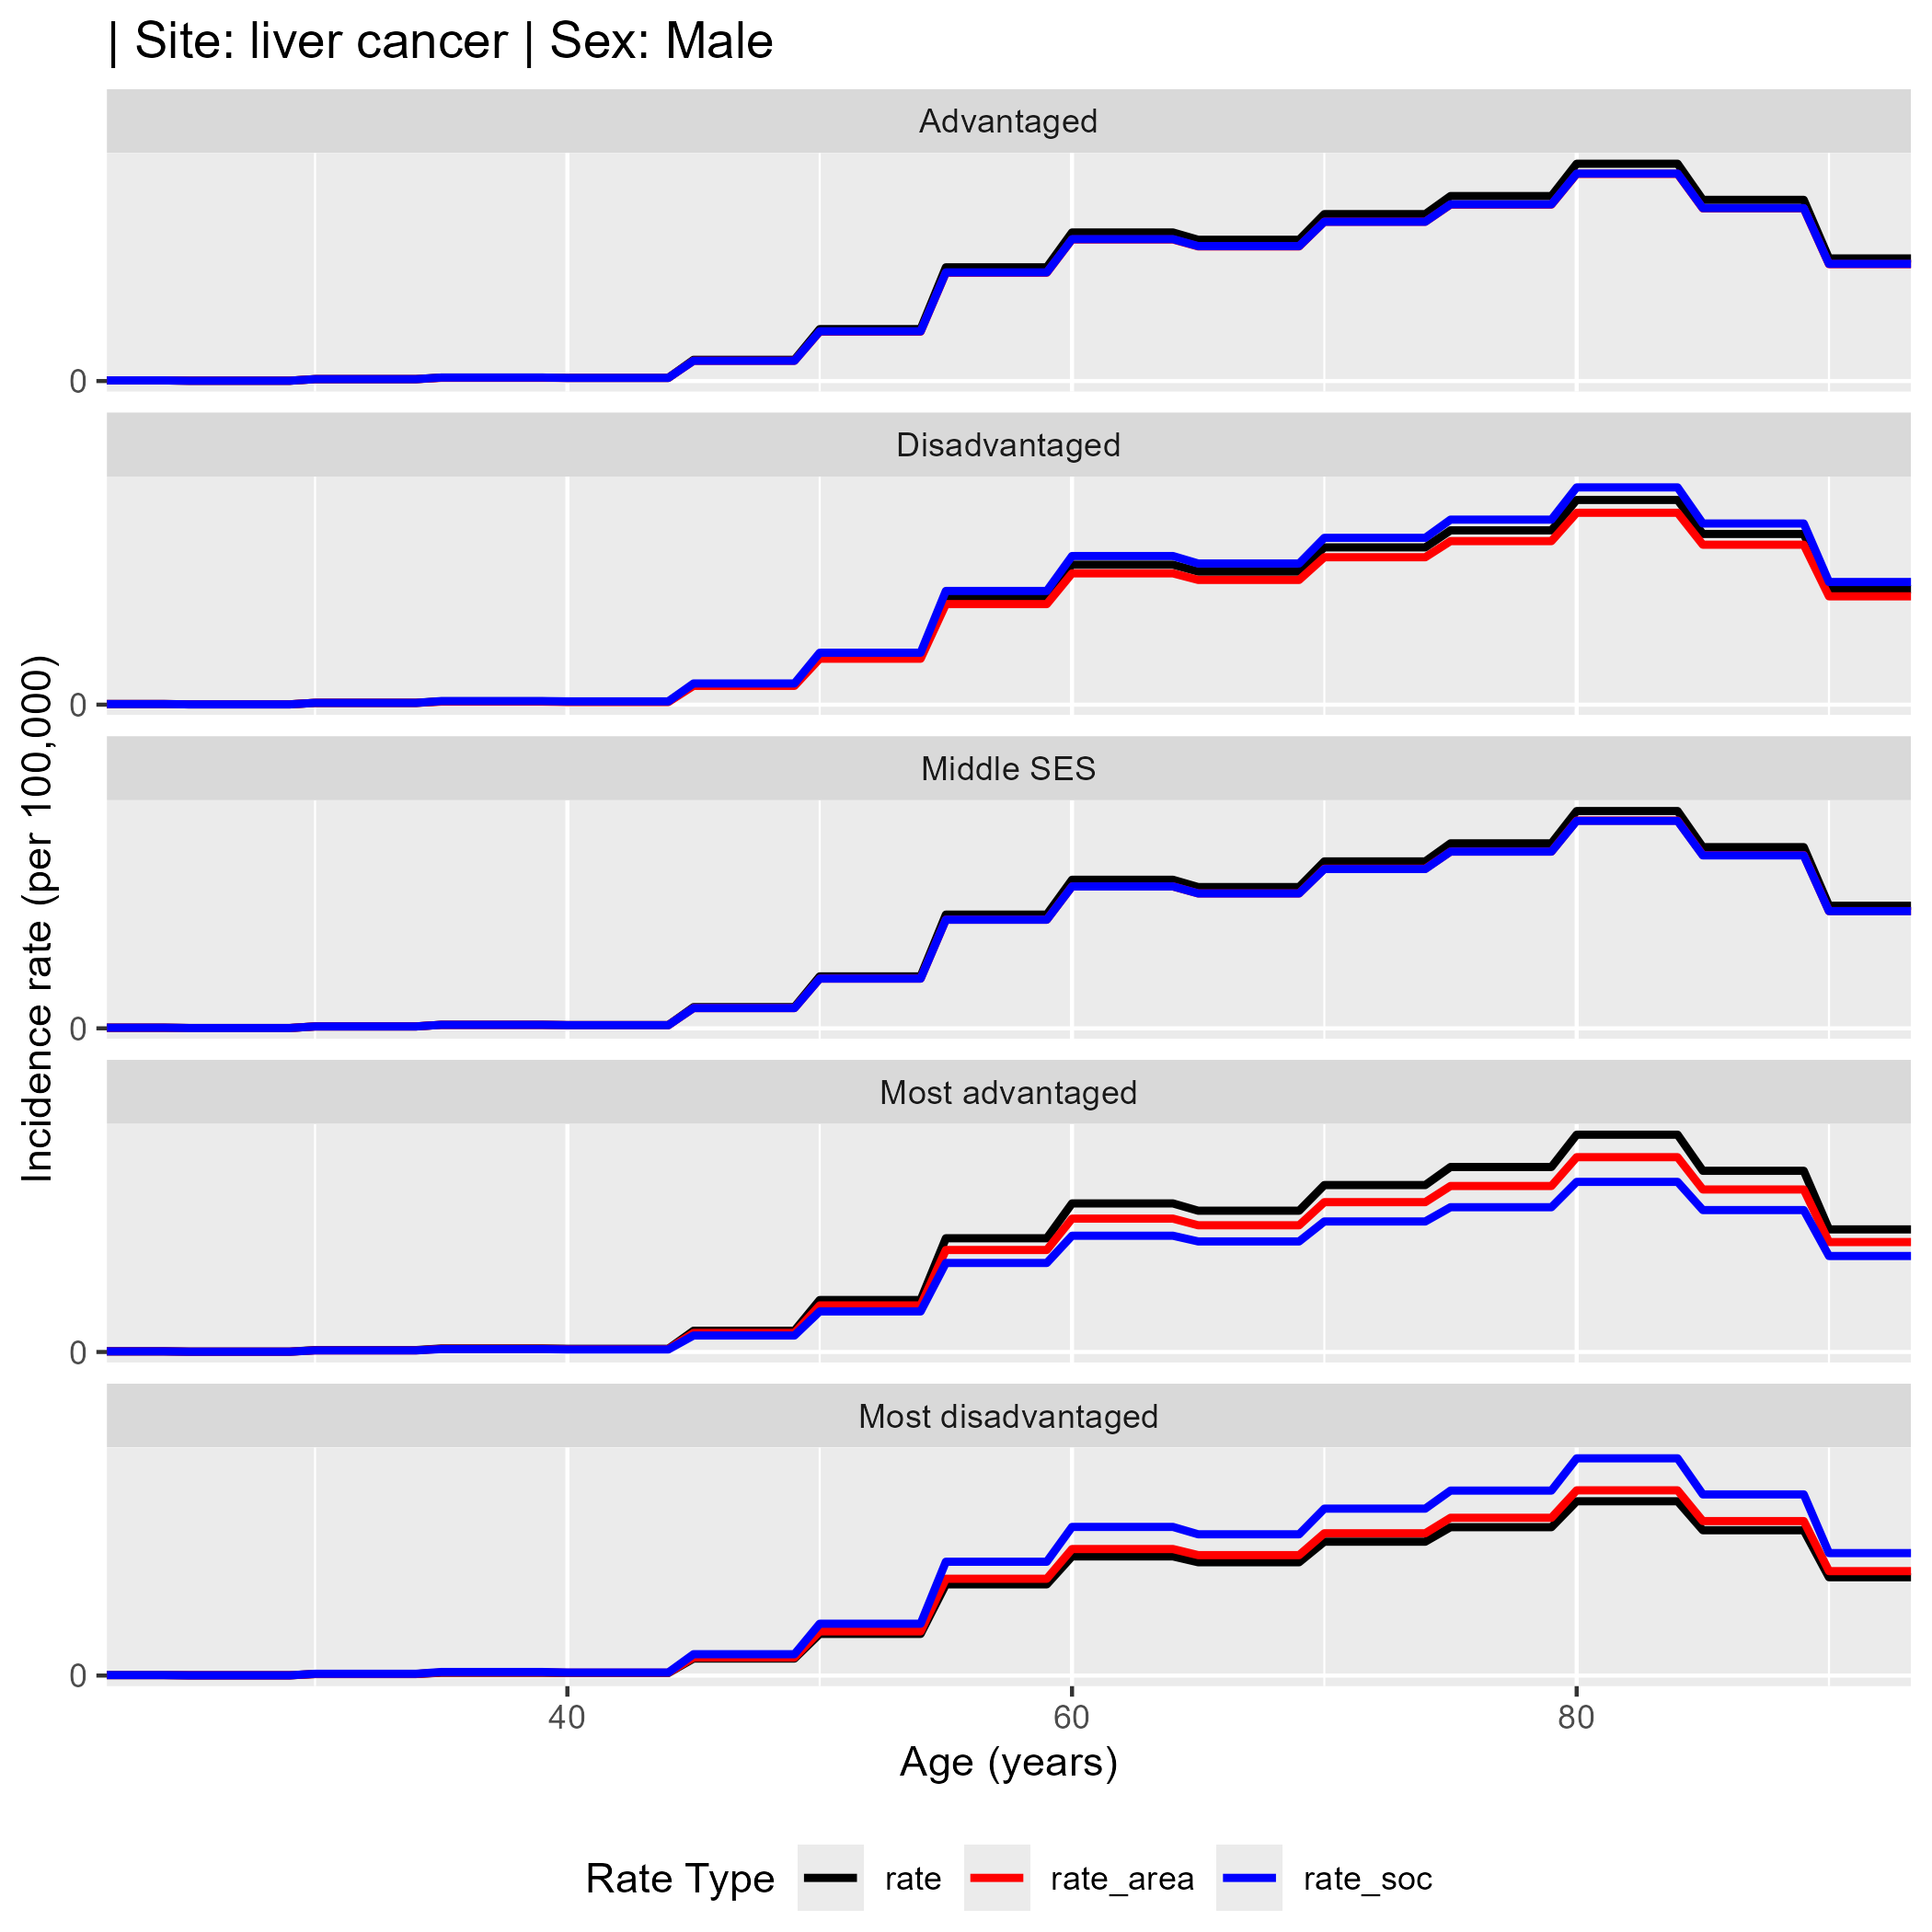 | Site: liver cancer | Sex: Male
Advantaged
0
Disadvantaged
0
Middle SES
0
Most advantaged
0
Most disadvantaged
0
Incidence rate (per 100,000)
40 60 80
Age (years)
Rate Type rate rate_area rate_soc